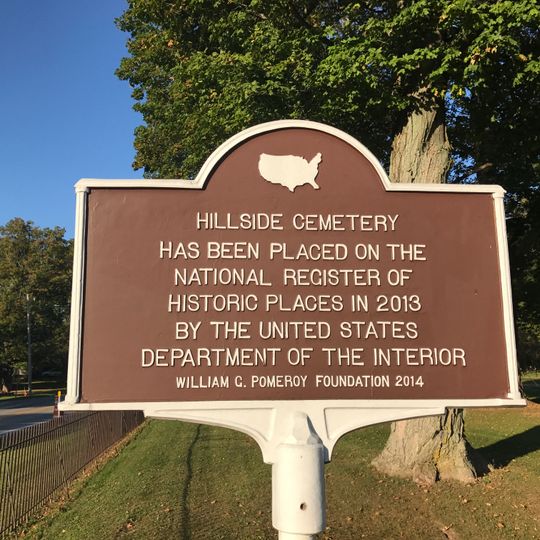 HILLSIDE CEMETERY
HAS BEEN PLACED ON THE
NATIONAL REGISTER OF
HISTORIC PLACES IN 2013
BY THE UNITED STATES
DEPARTMENT OF THE INTERIOR
WILLIAM G. POMEROY FOUNDATION 2014